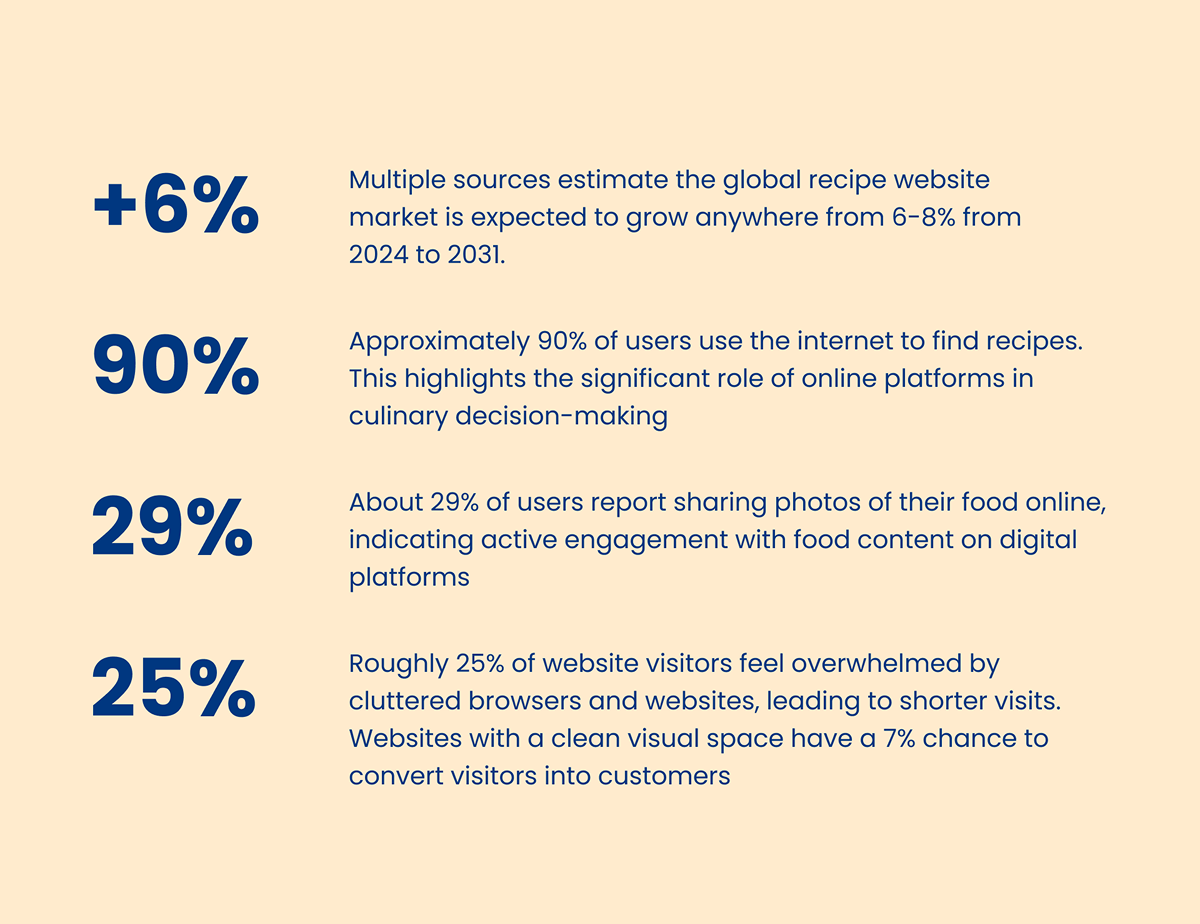 +6%
Multiple sources estimate the global recipe website
market is expected to grow anywhere from 6-8% from
2024 to 2031.
90%
Approximately 90% of users use the internet to find recipes.
This highlights the significant role of online platforms in
culinary decision-making
29%
About 29% of users report sharing photos of their food online,
indicating active engagement with food content on digital
platforms
25%
Roughly 25% of website visitors feel overwhelmed by
cluttered browsers and websites, leading to shorter visits.
Websites with a clean visual space have a 7% chance to
convert visitors into customers